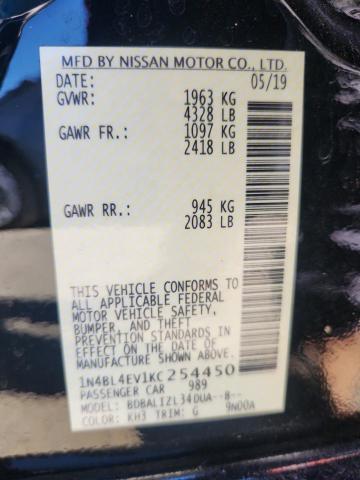 MFD BY NISSAN MOTOR CO., LTD.
DATE: 05/19
GVWR: 1963 KG
4328 LB
GAWR FR.: 1097 KG
2418 LB
GAWR RR.: 945 KG
2083 LB
THIS VEHICLE CONFORMS TO
ALL APPLICABLE FEDERAL
MOTOR VEHICLE SAFETY,
BUMPER, AND THEFT
PREVENTION STANDARDS IN
EFFECT ON THE DATE OF
MANUFACTURE SHOWN ABOVE.
1N4BL4EV1KC254450
PASSENGER CAR 989
MODEL: BDBALIZL34DUA--8--
COLOR: KH3 TRIM: G 9N00A